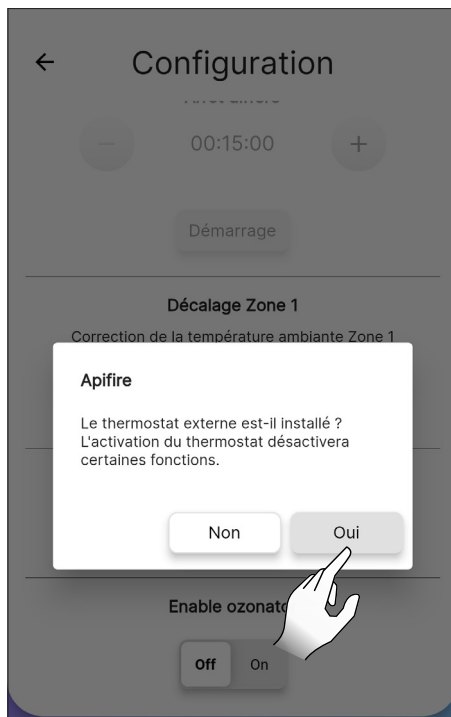 Configuration
00:15:00
Démarrage
Décalage Zone 1
Correction de la température ambiante Zone 1
Apifire
Le thermostat externe est-il installé ?
L'activation du thermostat désactivera
certaines fonctions.
Non Oui
Enable
Off On